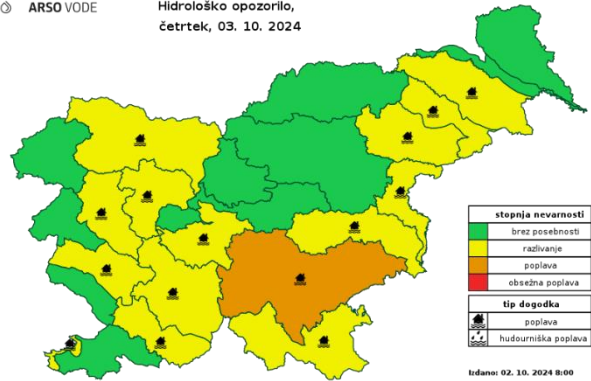 ARSO VODE
Hidrološko opozorilo,
četrtek, 03. 10. 2024
stopnja nevarnosti
brez posebnosti
razlivanje
poplava
obsežna poplava
tip dogodka
poplava
hudourniška poplava
Izdano: 02. 10. 2024 8:00